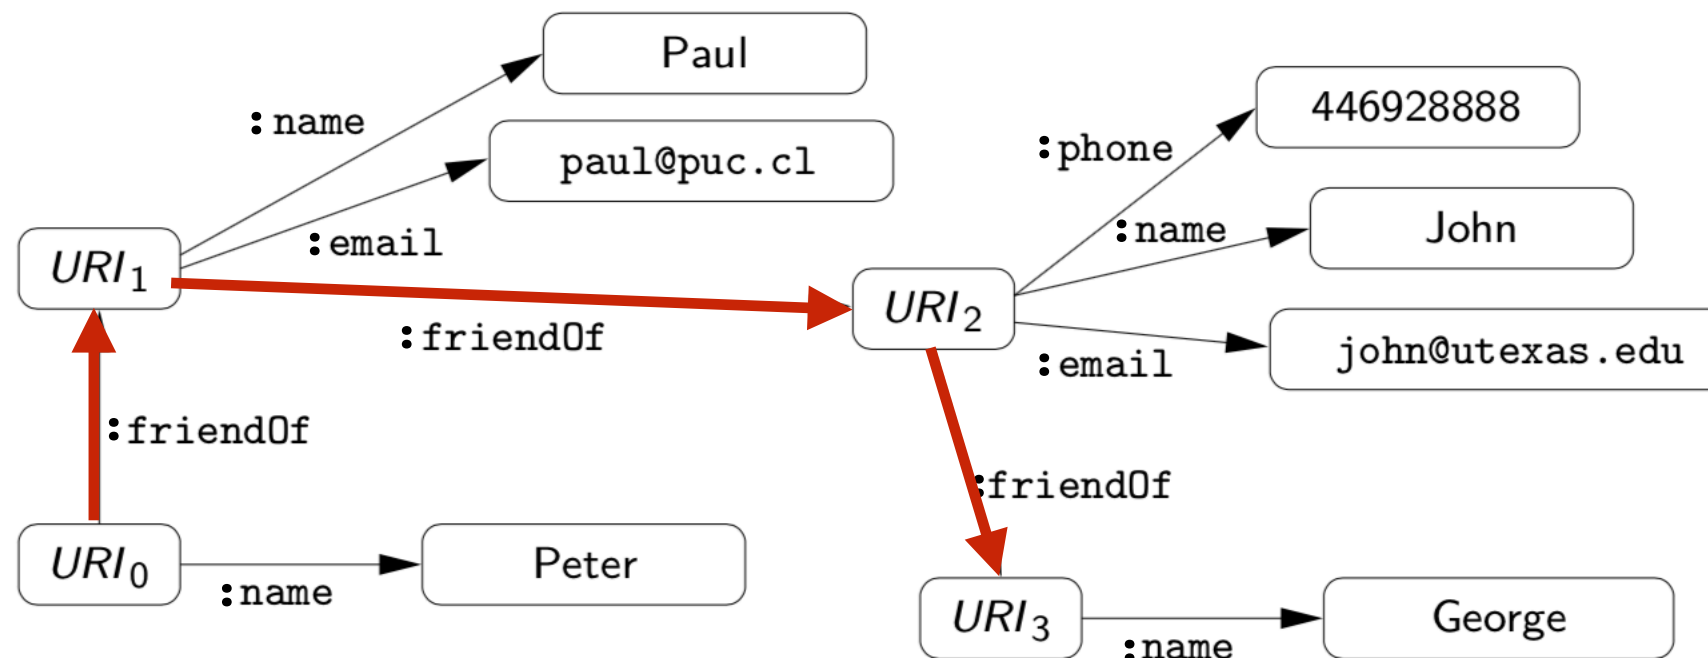 Paul
446928888
:name
:phone
paul@puc.cl
:name
John
:email
URI₁
URI₂
:friendOf
:email
john@utexas.edu
:friendOf
:friendOf
URI₀
Peter
:name
URI₃
George
:name